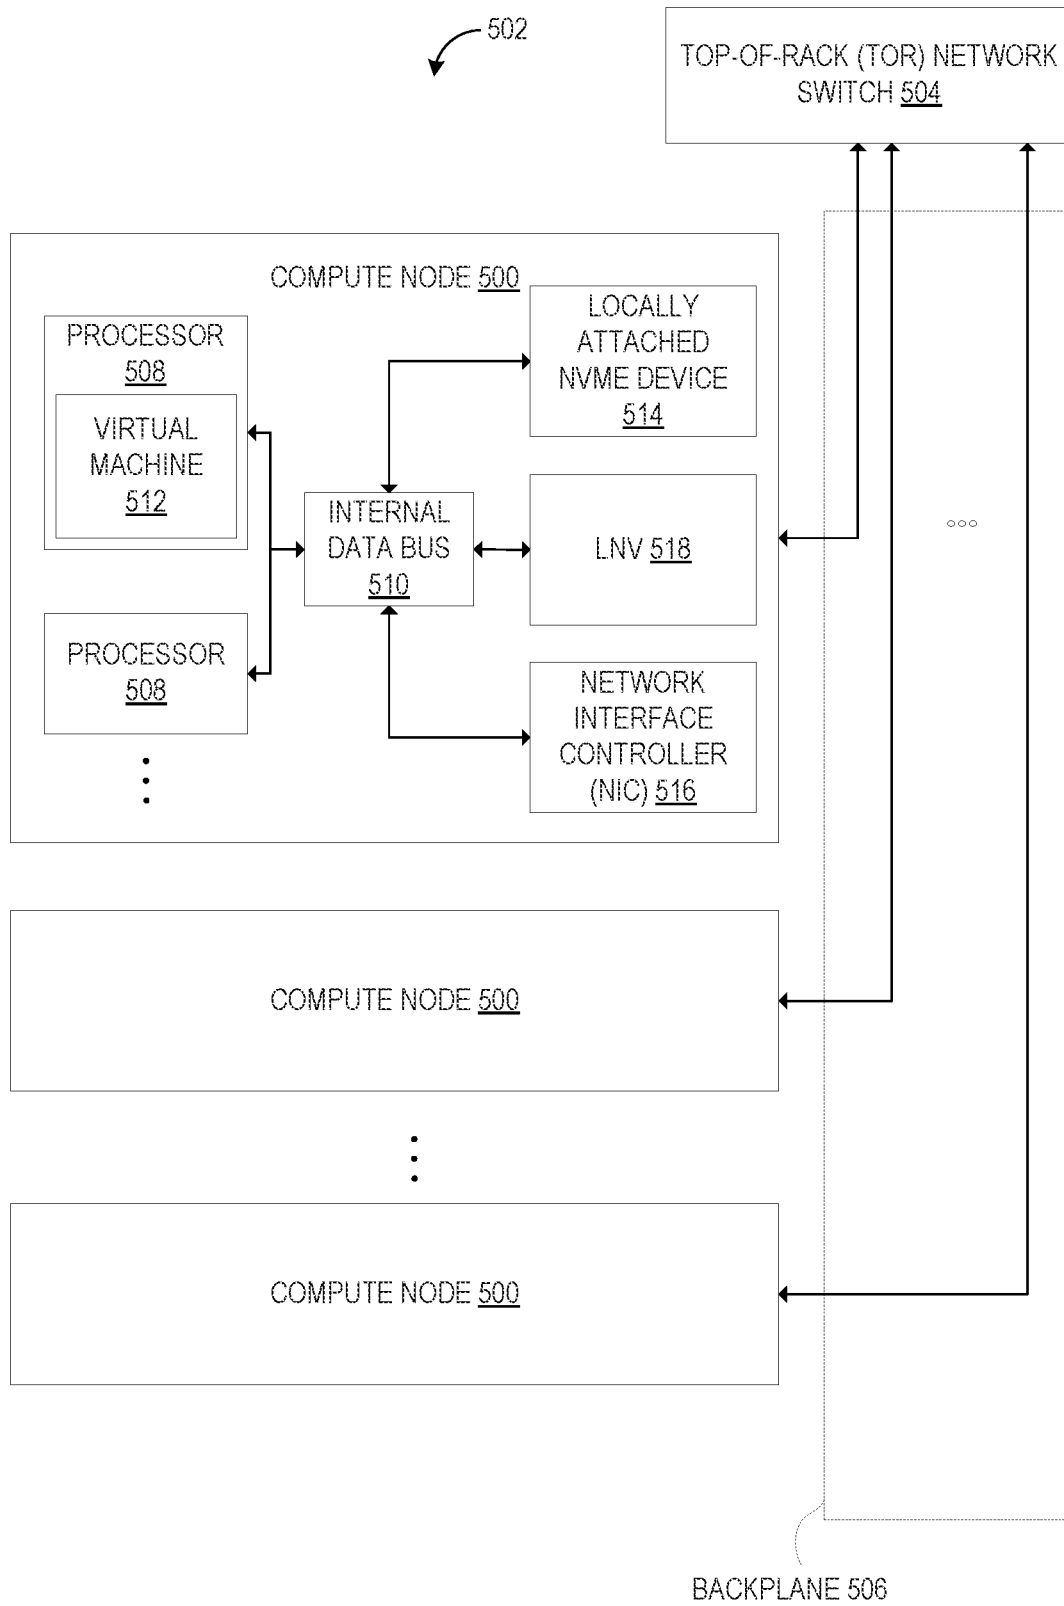 502
TOP-OF-RACK (TOR) NETWORK
SWITCH 504
COMPUTE NODE 500
PROCESSOR
508
VIRTUAL
MACHINE
512
PROCESSOR
508
INTERNAL
DATA BUS
510
LOCALLY
ATTACHED
NVME DEVICE
514
LNV 518
NETWORK
INTERFACE
CONTROLLER
(NIC) 516
COMPUTE NODE 500
COMPUTE NODE 500
BACKPLANE 506